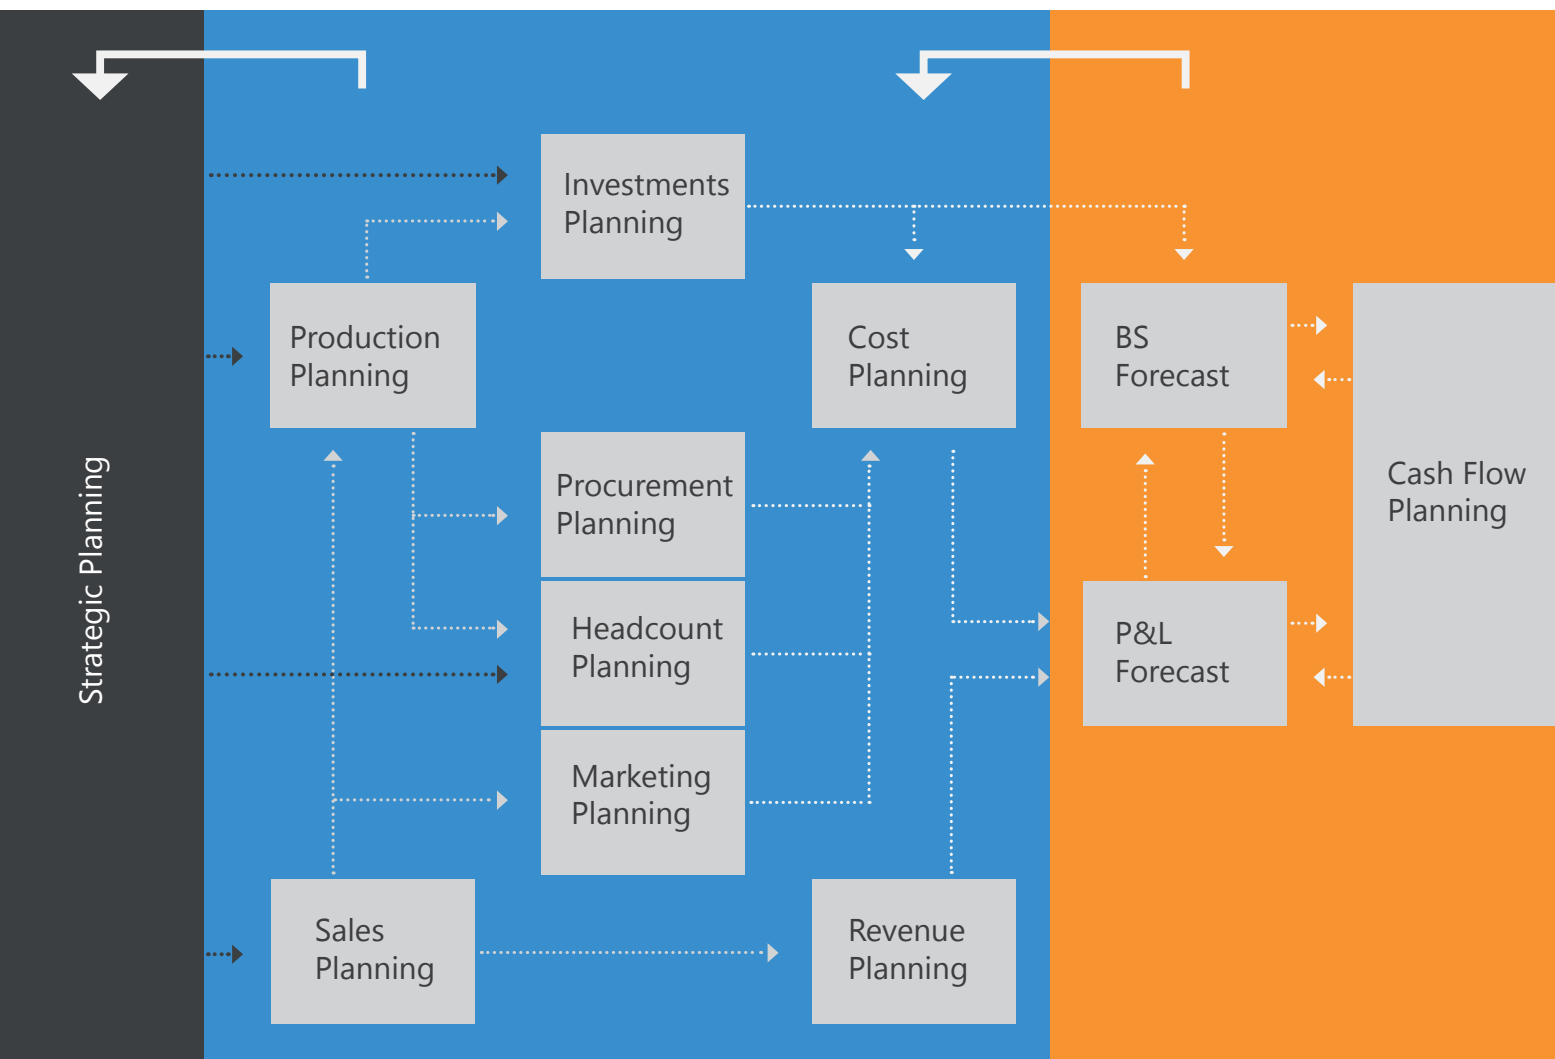 Strategic Planning
Investments
Planning
Production
Planning
Cost
Planning
BS
Forecast
Procurement
Planning
Cash Flow
Planning
Headcount
Planning
P&L
Forecast
Marketing
Planning
Sales
Planning
Revenue
Planning